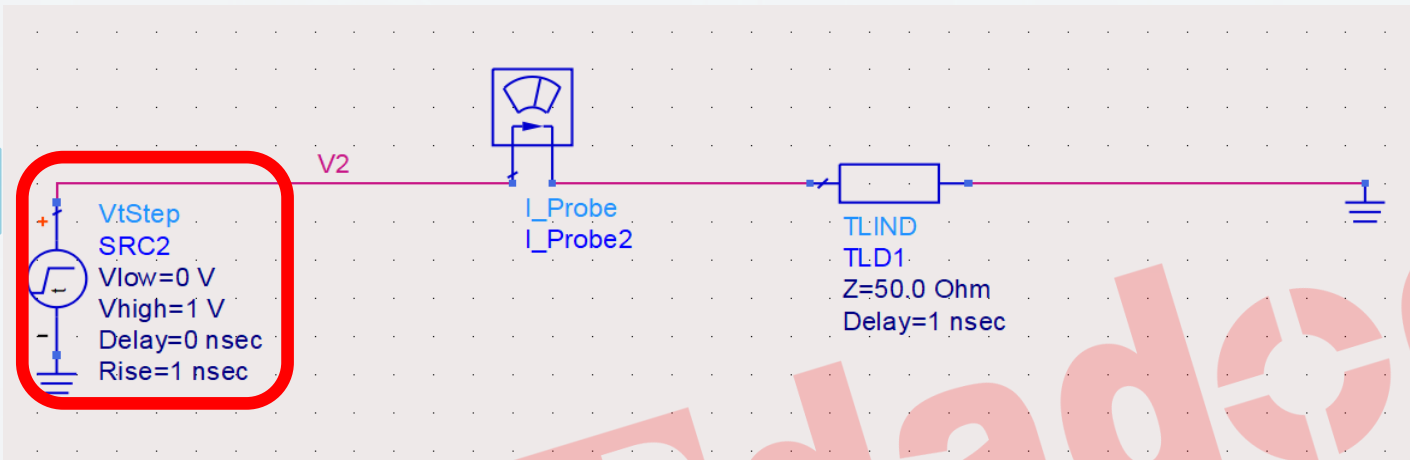 V2
VtStep
SRC2
Vlow=0 V
Vhigh=1 V
Delay=0 nsec
Rise=1 nsec
I_Probe
I_Probe2
TLIND
TLD1
Z=50.0 Ohm
Delay=1 nsec